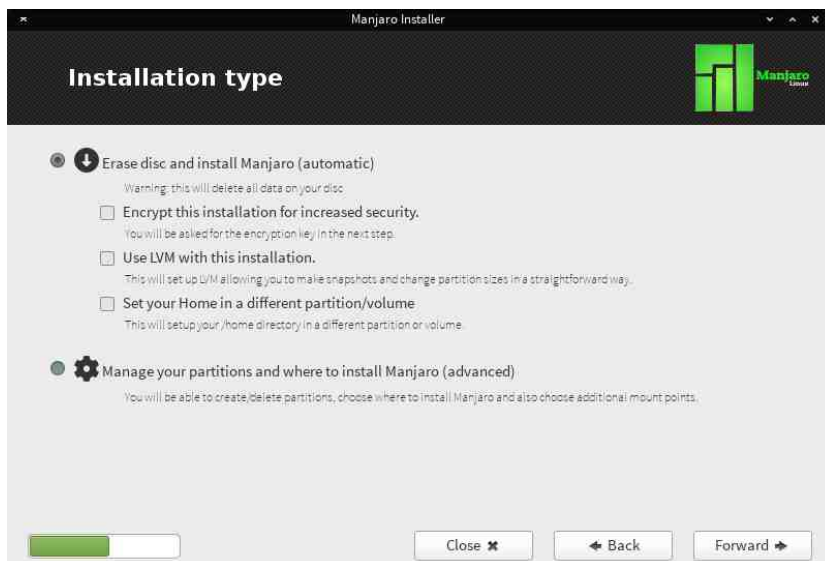 Manjaro Installer
Installation type
Manjaro
Linux
Erase disc and install Manjaro (automatic)
Warning: this will delete all data on your disc
Encrypt this installation for increased security.
You will be asked for the encryption key in the next step.
Use LVM with this installation.
This will set up LVM allowing you to make snapshots and change partition sizes in a straightforward way.
Set your Home in a different partition/volume
This will setup your /home directory in a different partition or volume.
Manage your partitions and where to install Manjaro (advanced)
You will be able to create/delete partitions, choose where to install Manjaro and also choose additional mount points.
Close
Back
Forward